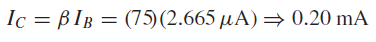 I_C = βI_B = (75)(2.665 μA) ⇒ 0.20 mA